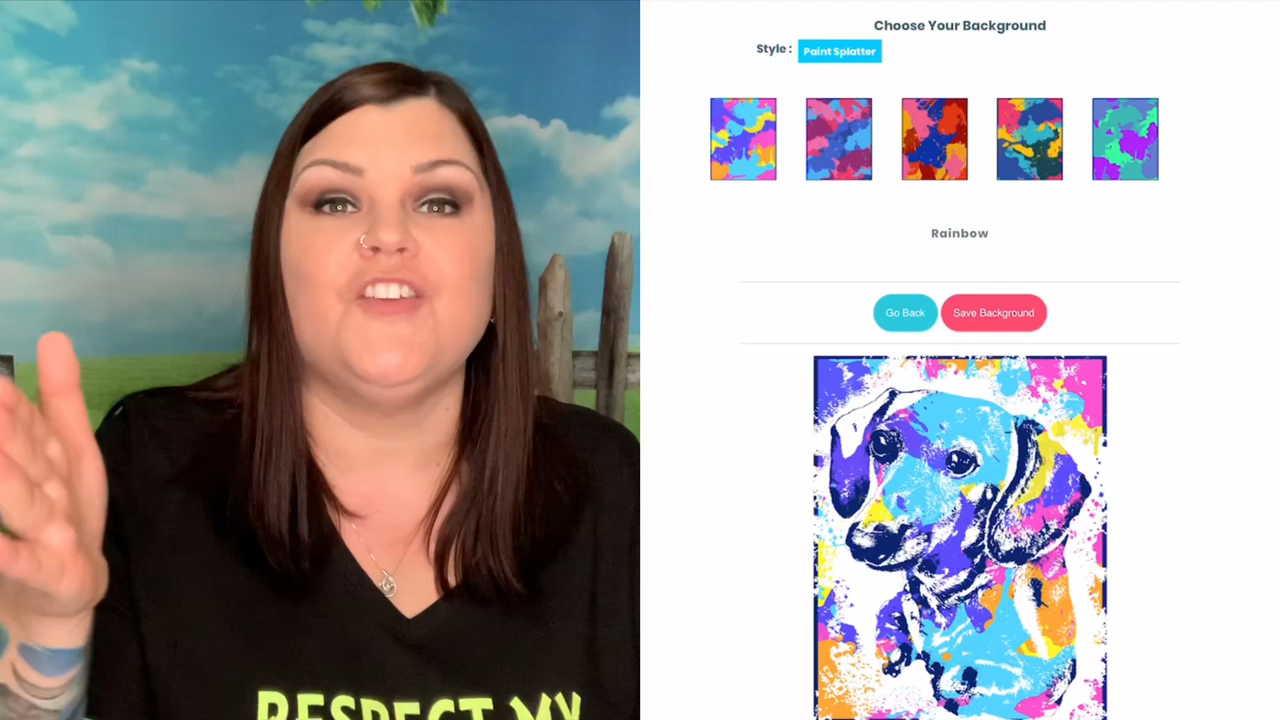 Choose Your Background
Style : Paint Splatter
Rainbow
Go Back Save Background
RESPECT MY